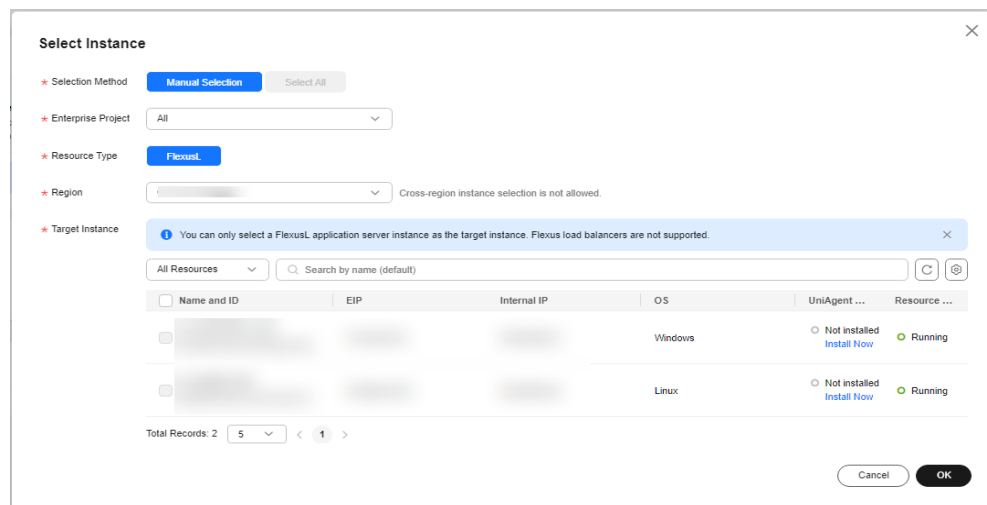 Select Instance
* Selection Method Manual Selection Select All
* Enterprise Project All
* Resource Type FlexusL
* Region Cross-region instance selection is not allowed.
* Target Instance You can only select a FlexusL application server instance as the target instance. Flexus load balancers are not supported.
All Resources Search by name (default)
Name and ID EIP Internal IP OS UniAgent ... Resource ...
Windows Not installed Running
Install Now
Linux Not installed Running
Install Now
Total Records: 2 5 < 1 >
Cancel OK